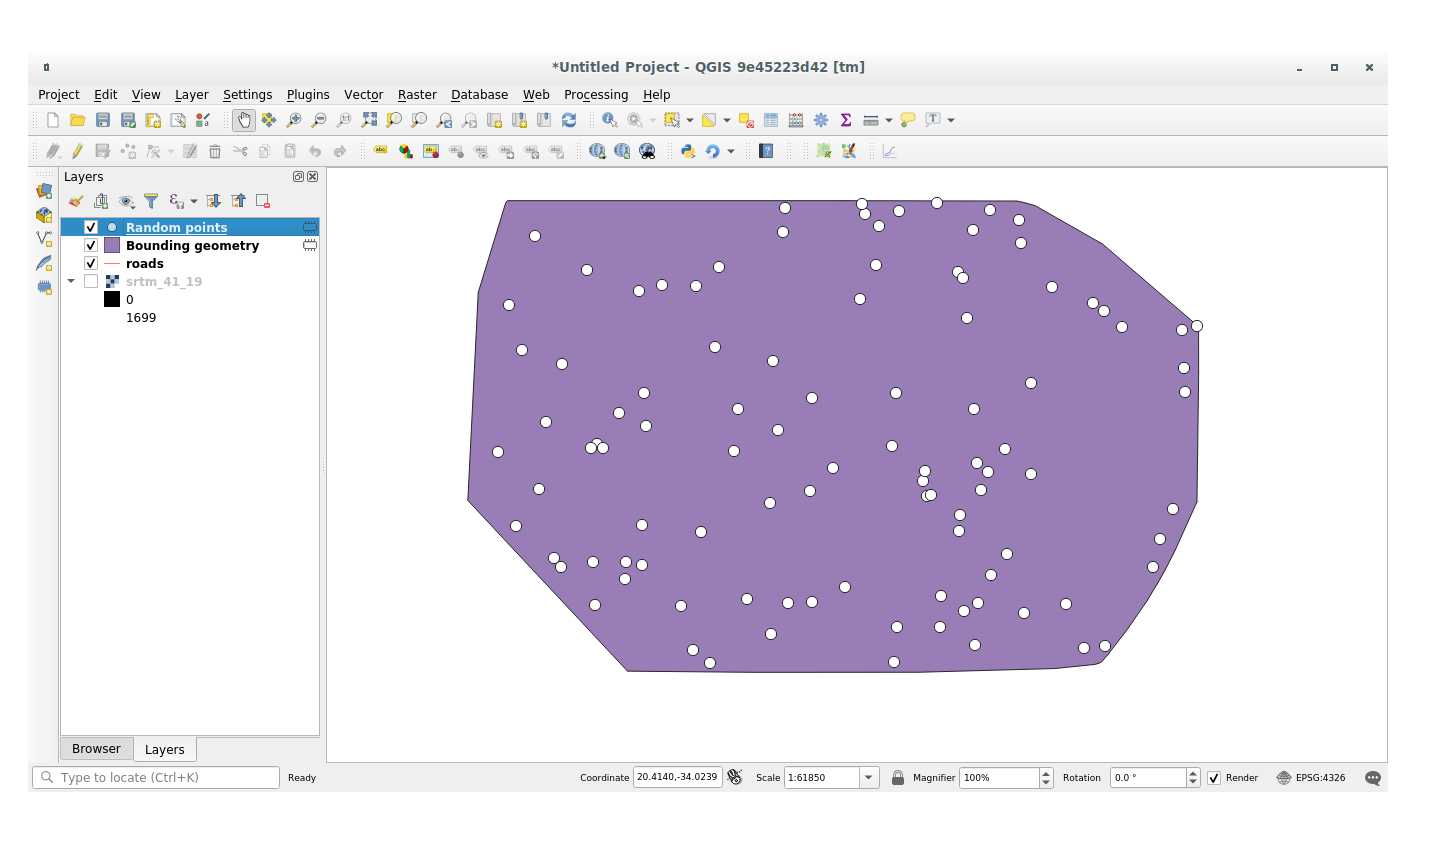 *Untitled Project - QGIS 9e45223d42 [tm]
Project Edit View Layer Settings Plugins Vector Raster Database Web Processing Help
Layers
Random points
Bounding geometry
roads
srtm_41_19
0
1699
Browser Layers
Type to locate (Ctrl+K) Ready Coordinate 20.4140,-34.0239 Scale 1:61850 Magnifier 100% Rotation 0.0 ° Render EPSG:4326